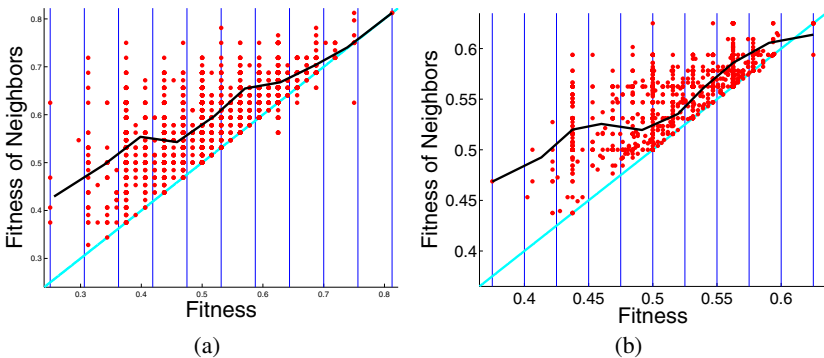 0.8
0.7
0.6
0.5
0.4
0.3
Fitness of Neighbors
0.3 0.4 0.5 0.6 0.7 0.8
Fitness
(a)
0.6
0.55
0.5
0.45
0.4
Fitness of Neighbors
0.4 0.45 0.5 0.55 0.6
Fitness
(b)